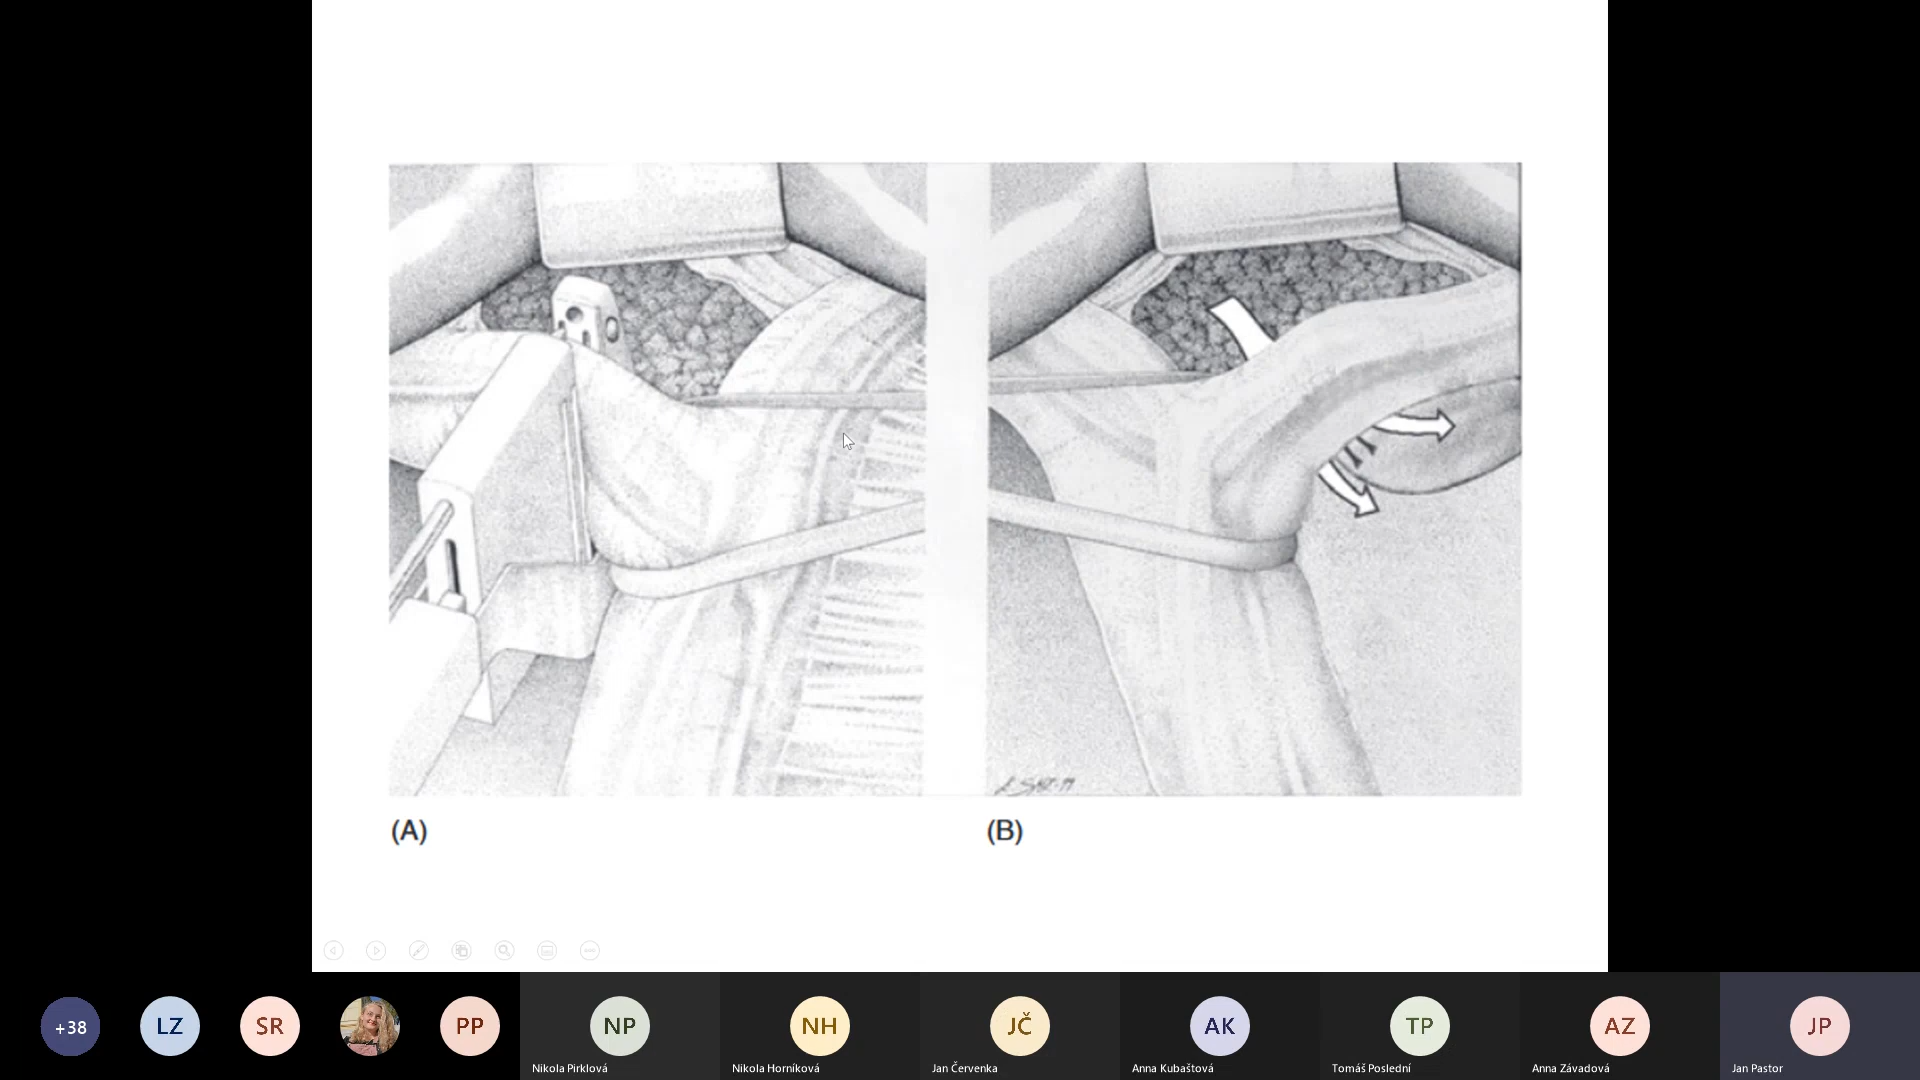 (A)
(B)
+38
LZ
SR
PP
NP
NH
JČ
AK
TP
AZ
JP
Nikola Pirklová
Nikola Horníková
Jan Červenka
Anna Kubaštová
Tomáš Poslední
Anna Závadová
Jan Pastor